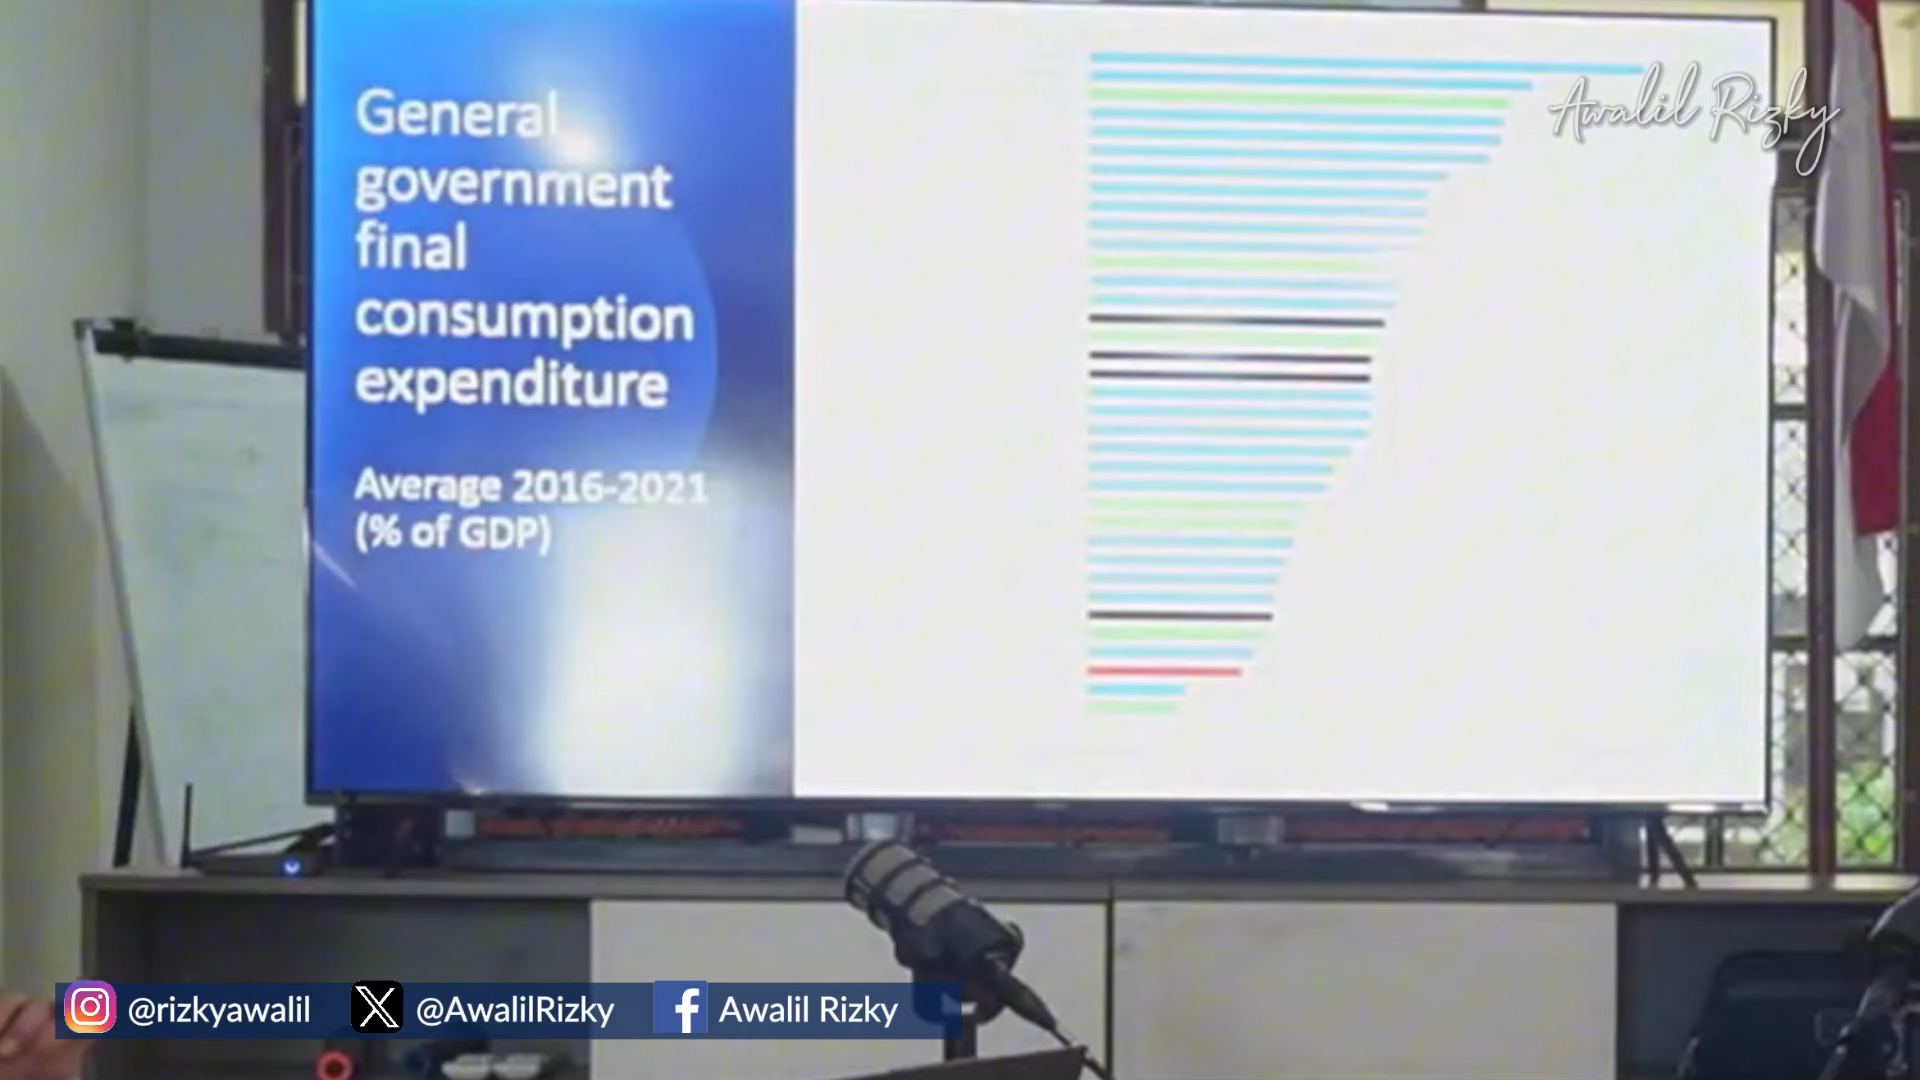 General
government
final
consumption
expenditure
Average 2016-2021
(% of GDP)
Awalil Rizky
@rizkyawalil
@AwalilRizky
Awalil Rizky